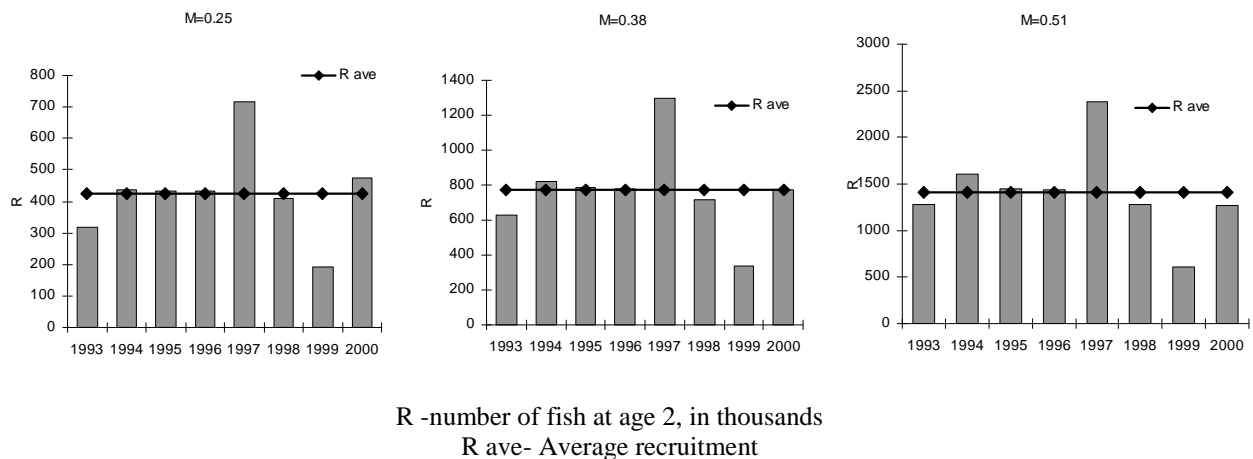 M=0.25
800
700
600
500
400
300
200
100
0
R
R ave
1993 1994 1995 1996 1997 1998 1999 2000
M=0.38
1400
1200
1000
800
600
400
200
0
R
R ave
1993 1994 1995 1996 1997 1998 1999 2000
M=0.51
3000
2500
2000
1500
1000
500
0
R
R ave
1993 1994 1995 1996 1997 1998 1999 2000
R -number of fish at age 2, in thousands
R ave- Average recruitment